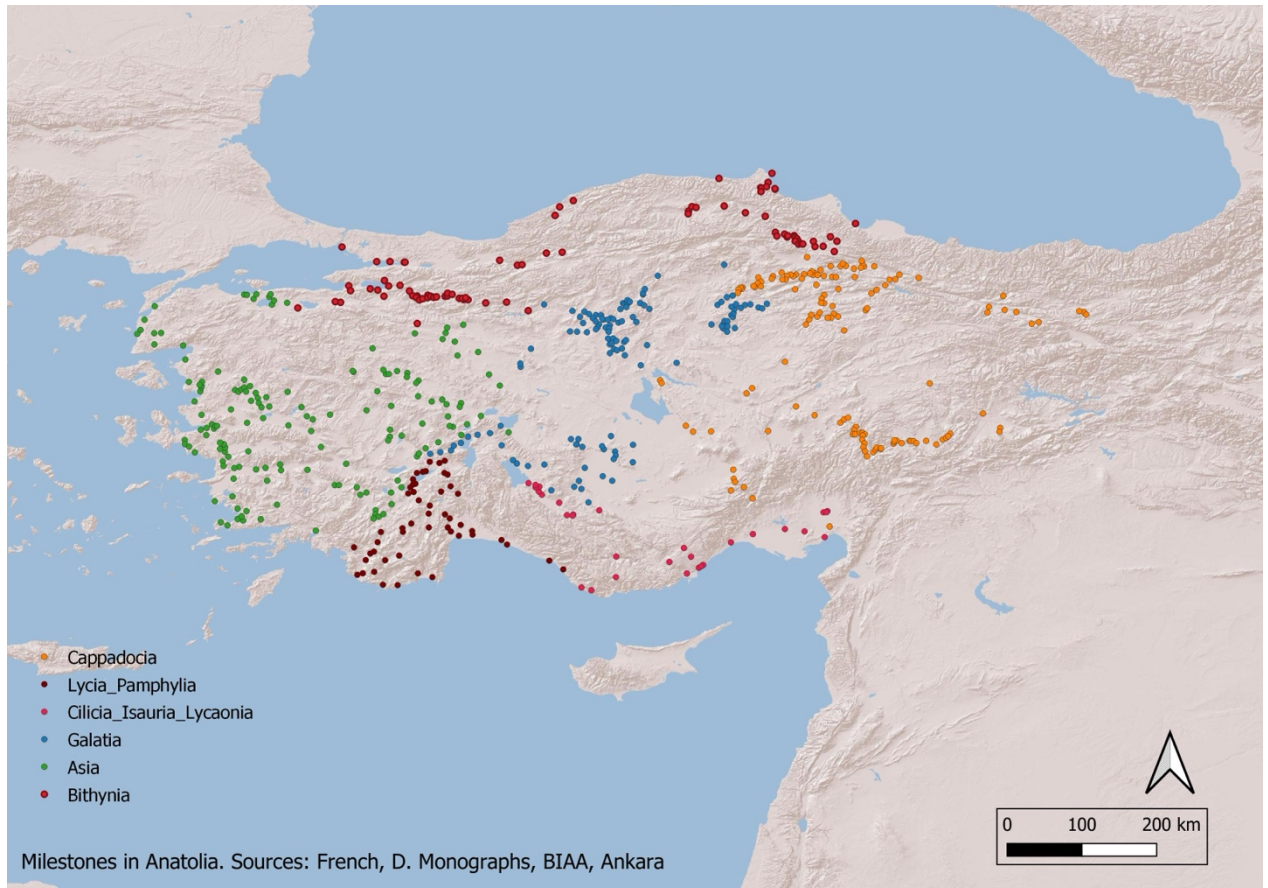 Cappadocia
Lycia_Pamphylia
Cilicia_Isauria_Lycaonia
Galatia
Asia
Bithynia
0 100 200 km
Milestones in Anatolia. Sources: French, D. Monographs, BIAA, Ankara